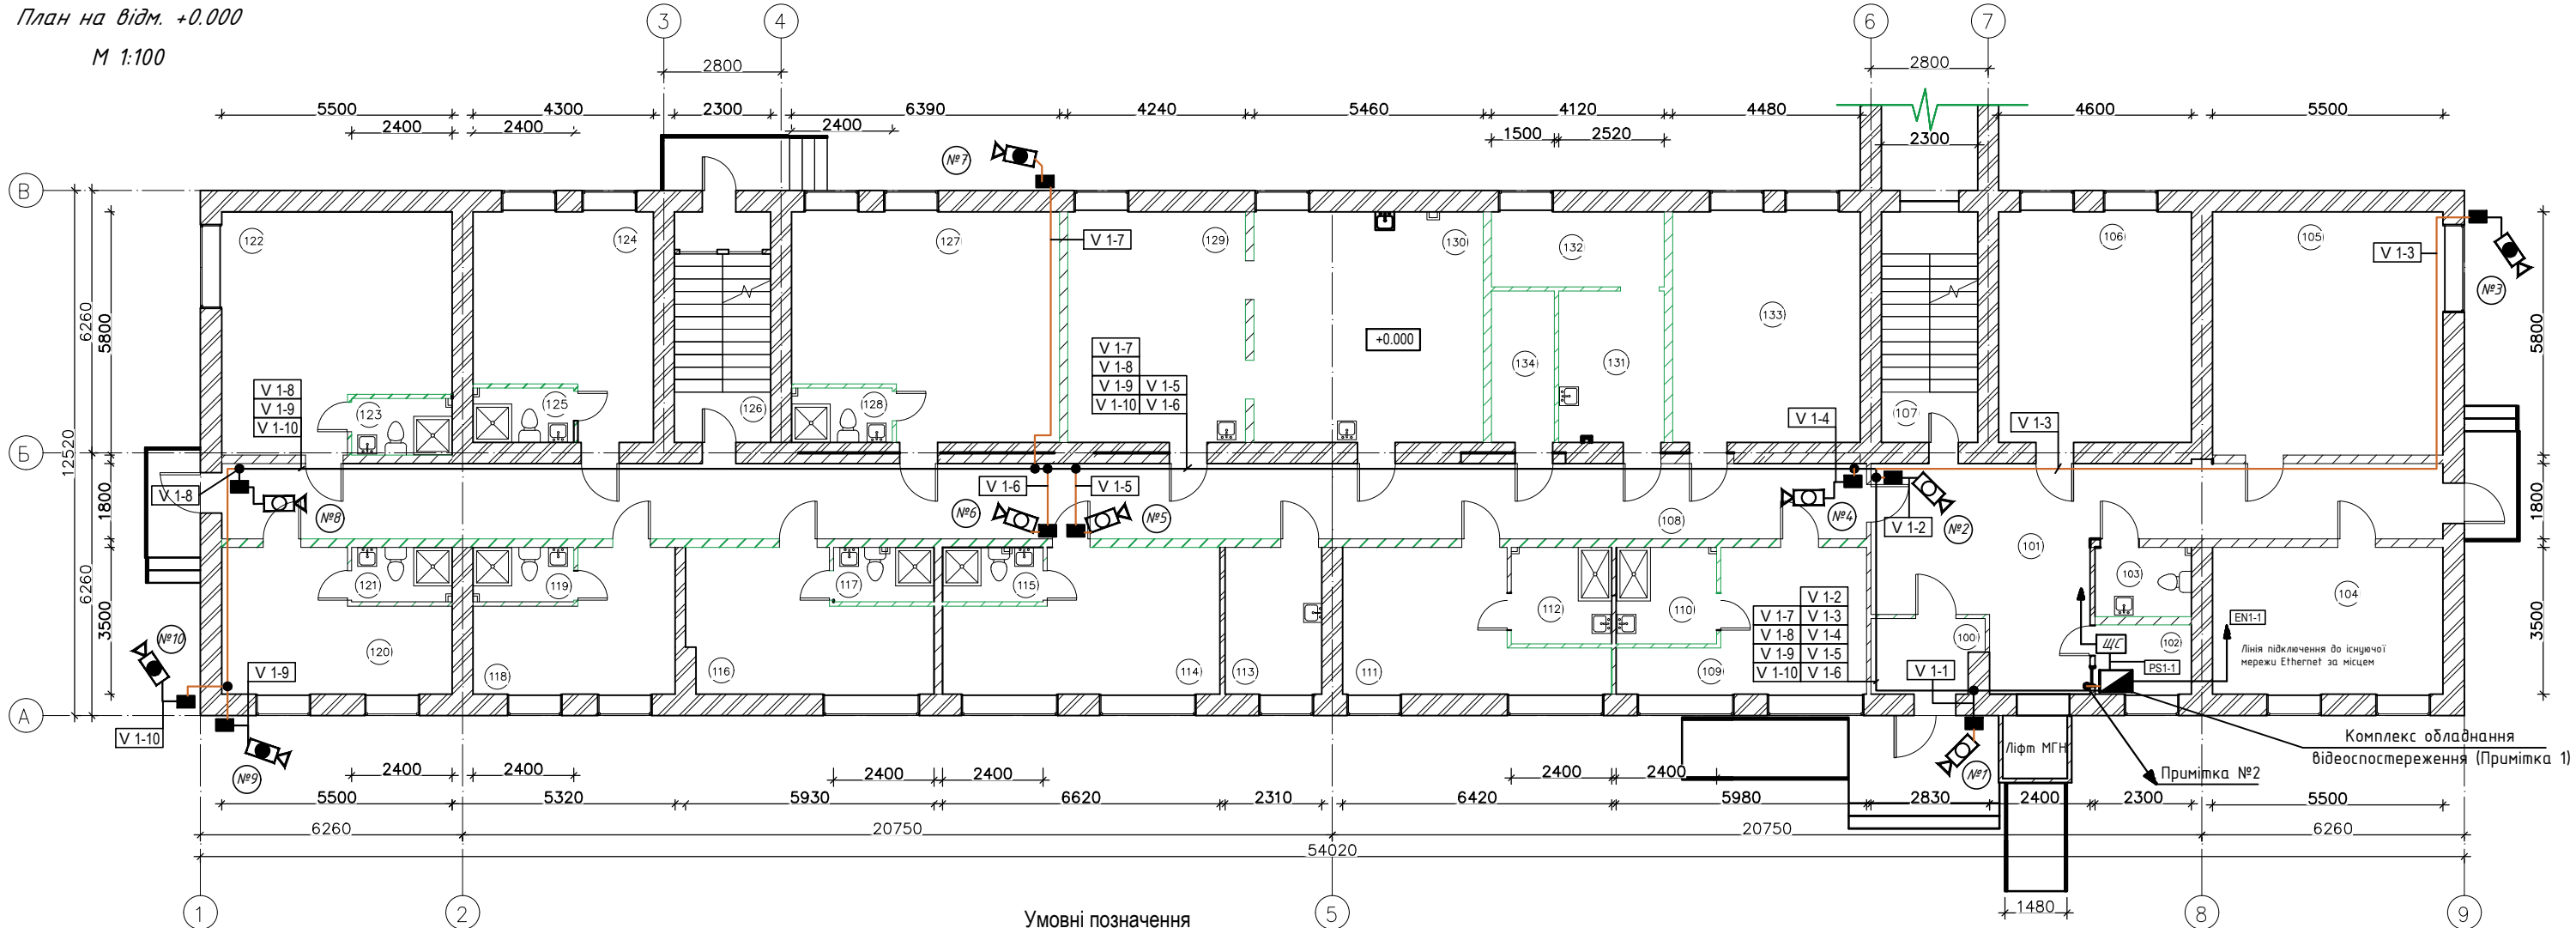 План на відм. +0.000
М 1:100
3
4
6
7
2800
2800
5500
4300
2300
6390
4240
5460
4120
4480
4600
5500
2400
2400
2400
1500
2520
2300
№7
В
122
124
127
V 1-7
129
130
132
106
105
V 1-3
№3
6260
5800
133
+0.000
5800
V 1-7
V 1-8
V 1-9 V 1-5
V 1-10 V 1-6
134
131
V 1-8
V 1-9
V 1-10
123
125
126
128
V 1-4
107
V 1-3
Б
12520
V 1-8
1800
№8
V 1-6
V 1-5
№6
№5
108
№4
V 1-2
№2
101
1800
6260
3500
121
119
117
115
112
110
103
104
3500
V 1-2
V 1-7 V 1-3
V 1-8 V 1-4
V 1-9 V 1-5
V 1-10 V 1-6
100
ЩС
102
EN1-1
PS1-1
Лінія підключення до існуючої
мережи Ethernet за місцем
№10
120
118
116
114
113
111
109
V 1-9
V 1-1
А
V 1-10
№9
№1
Ліфт МГН
Комплекс обладнання
відеоспостереження (Примітка 1)
Примітка №2
2400
2400
2400
2400
2400
2400
5500
5320
5930
6620
2310
6420
5980
2830
2400
2300
5500
6260
20750
20750
6260
54020
1480
1
2
5
8
9
Умовні позначення